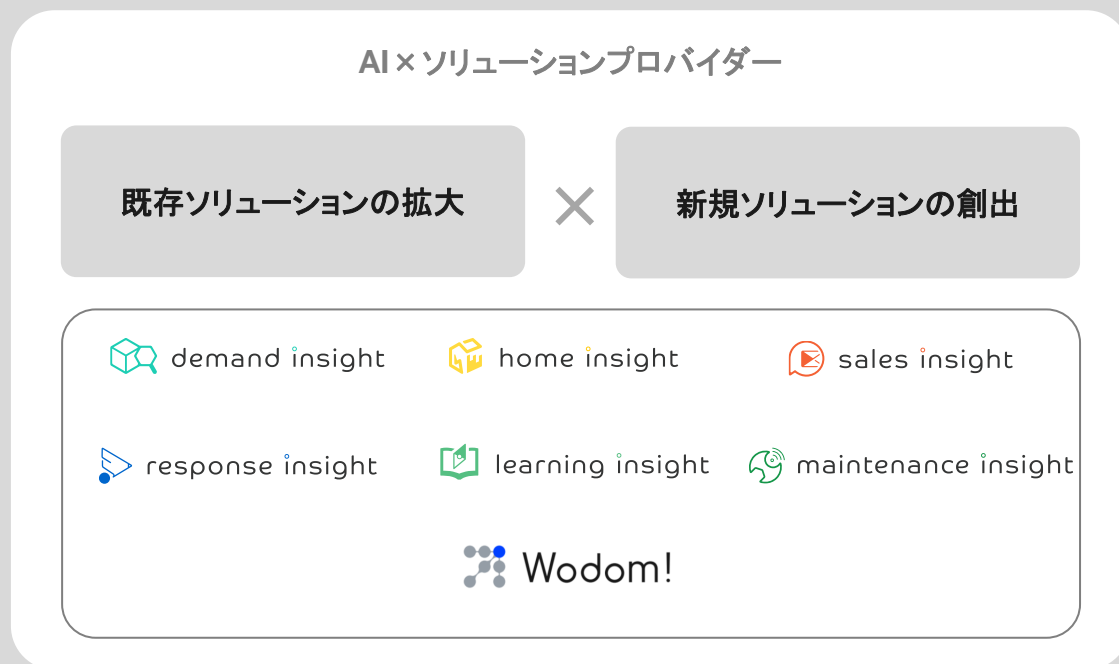 AI×ソリューションプロバイダー
既存ソリューションの拡大
×
新規ソリューションの創出
demand insight
home insight
sales insight
response insight
learning insight
maintenance insight
Wodom!